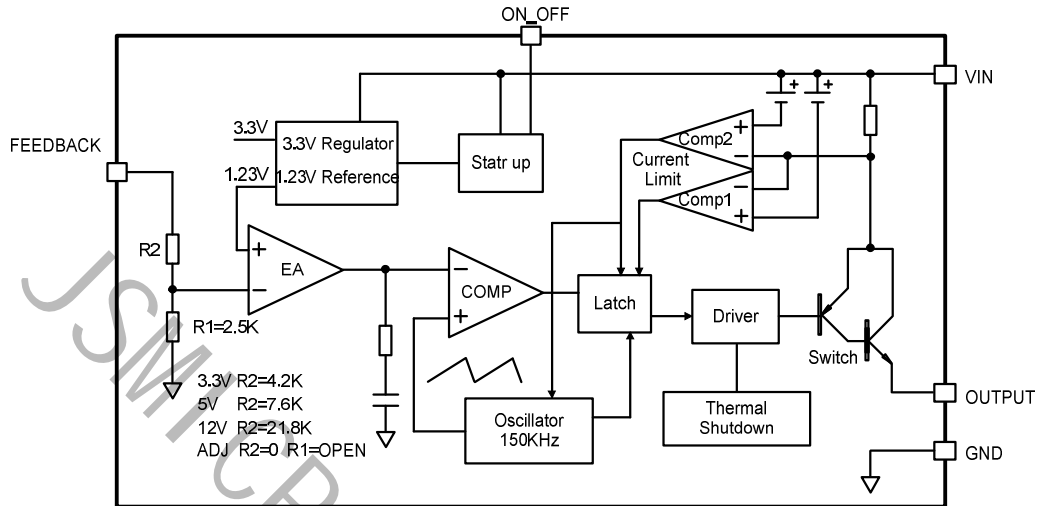 ON_OFF
VIN
FEEDBACK
3.3V
3.3V Regulator
1.23V
1.23V Reference
Statr up
+
+
+
Comp2
−
Current
Limit
−
Comp1
+
R2
+
EA
−
−
COMP
+
Latch
Driver
Switch
R1=2.5K
3.3V R2=4.2K
5V R2=7.6K
12V R2=21.8K
ADJ R2=0 R1=OPEN
Oscillator
150KHz
Thermal
Shutdown
OUTPUT
GND